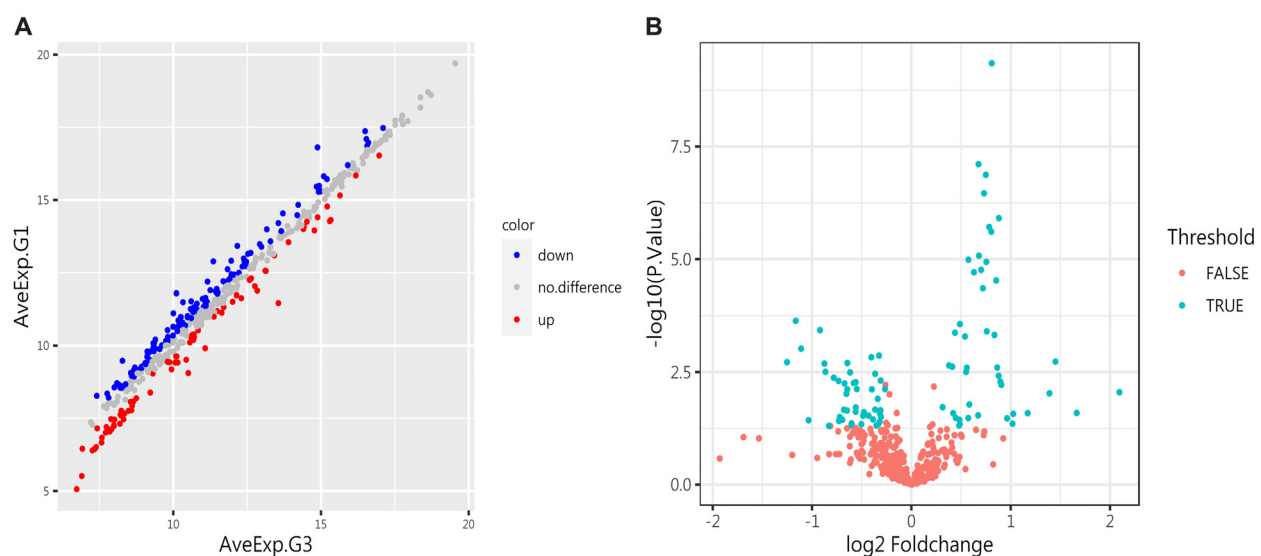 A
B
20
15
10
5
AveExp.G1
10
15
20
AveExp.G3
color
down
no.difference
up
7.5
5.0
2.5
0.0
-log10(P.Value)
-2
-1
0
1
2
log2 Foldchange
Threshold
FALSE
TRUE